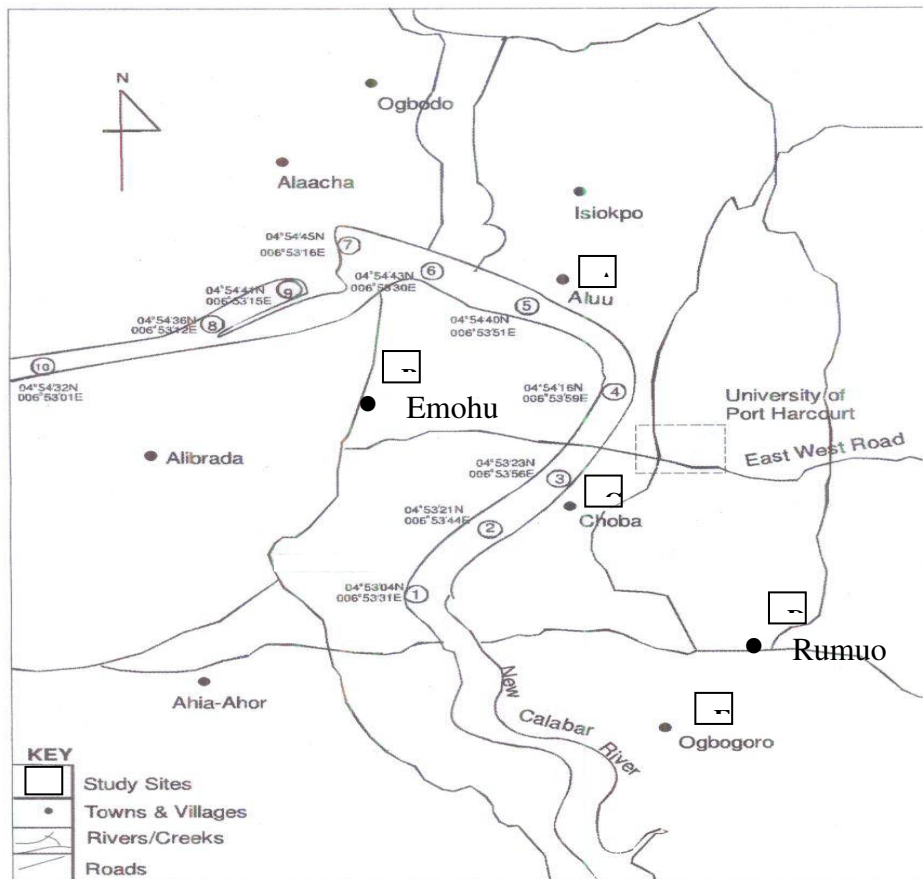 N
Ogbodo
Alaacha
Isiokpo
04°54'45N
006°53'16E
7
04°54'43N
006°53'30E
6
04°54'41N
006°53'15E
9
Aluu
5
04°54'40N
006°53'51E
04°54'36N
006°53'12E
8
10
04°54'32N
006°53'01E
04°54'16N
006°53'59E
4
University of
Port Harcourt
Emohu
East West Road
Alibrada
04°53'23N
006°53'56E
3
04°53'21N
006°53'44E
2
Choba
04°53'04N
006°53'31E
1
Rumuo
Ahia-Ahor
New
Calabar
River
Ogbogoro
KEY
Study Sites
Towns & Villages
Rivers/Creeks
Roads